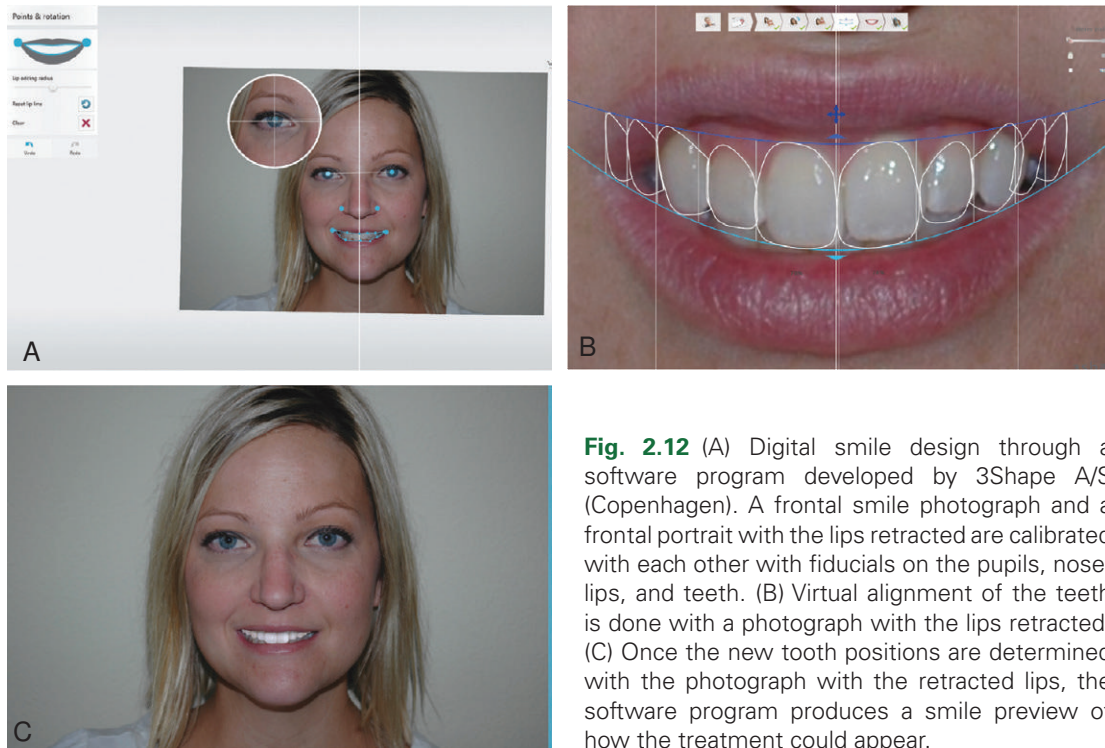 Points & rotation
Lip editing radius
Reset lip line
Clear
Undo
Redo
A
B
C
Fig. 2.12 (A) Digital smile design through a
software program developed by 3Shape A/S
(Copenhagen). A frontal smile photograph and a
frontal portrait with the lips retracted are calibrated
with each other with fiducials on the pupils, nose
lips, and teeth. (B) Virtual alignment of the teeth
is done with a photograph with the lips retracted
(C) Once the new tooth positions are determined
with the photograph with the retracted lips, the
software program produces a smile preview of
how the treatment could appear.